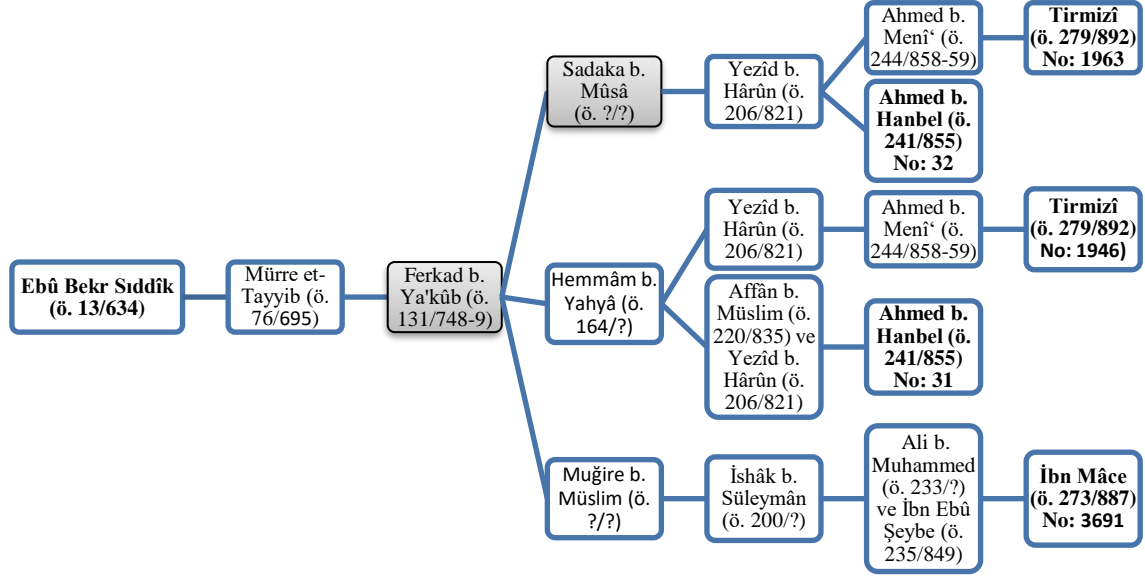 Ebû Bekr Sıddîk
(ö. 13/634)
Mürre et-
Tayyib (ö.
76/695)
Ferkad b.
Ya'kûb (ö.
131/748-9)
Sadaka b.
Mûsâ
(ö. ?/?)
Yezîd b.
Hârûn (ö.
206/821)
Ahmed b.
Menî‘ (ö.
244/858-59)
Tirmizî
(ö. 279/892)
No: 1963
Ahmed b.
Hanbel (ö.
241/855)
No: 32
Hemmâm b.
Yahyâ (ö.
164/?)
Yezîd b.
Hârûn (ö.
206/821)
Ahmed b.
Menî‘ (ö.
244/858-59)
Tirmizî
(ö. 279/892)
No: 1946)
Affân b.
Müslim (ö.
220/835) ve
Yezîd b.
Hârûn (ö.
206/821)
Ahmed b.
Hanbel (ö.
241/855)
No: 31
Muğire b.
Müslim (ö.
?/?)
İshâk b.
Süleymân
(ö. 200/?)
Ali b.
Muhammed
(ö. 233/?)
ve İbn Ebû
Şeybe (ö.
235/849)
İbn Mâce
(ö. 273/887)
No: 3691